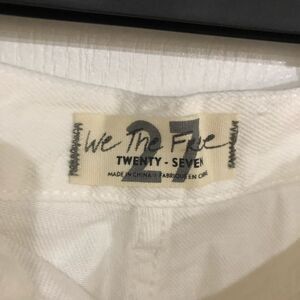 We The Free
27
TWENTY - SEVEN
MADE IN CHINA / FABRIQUÉ EN CHINE